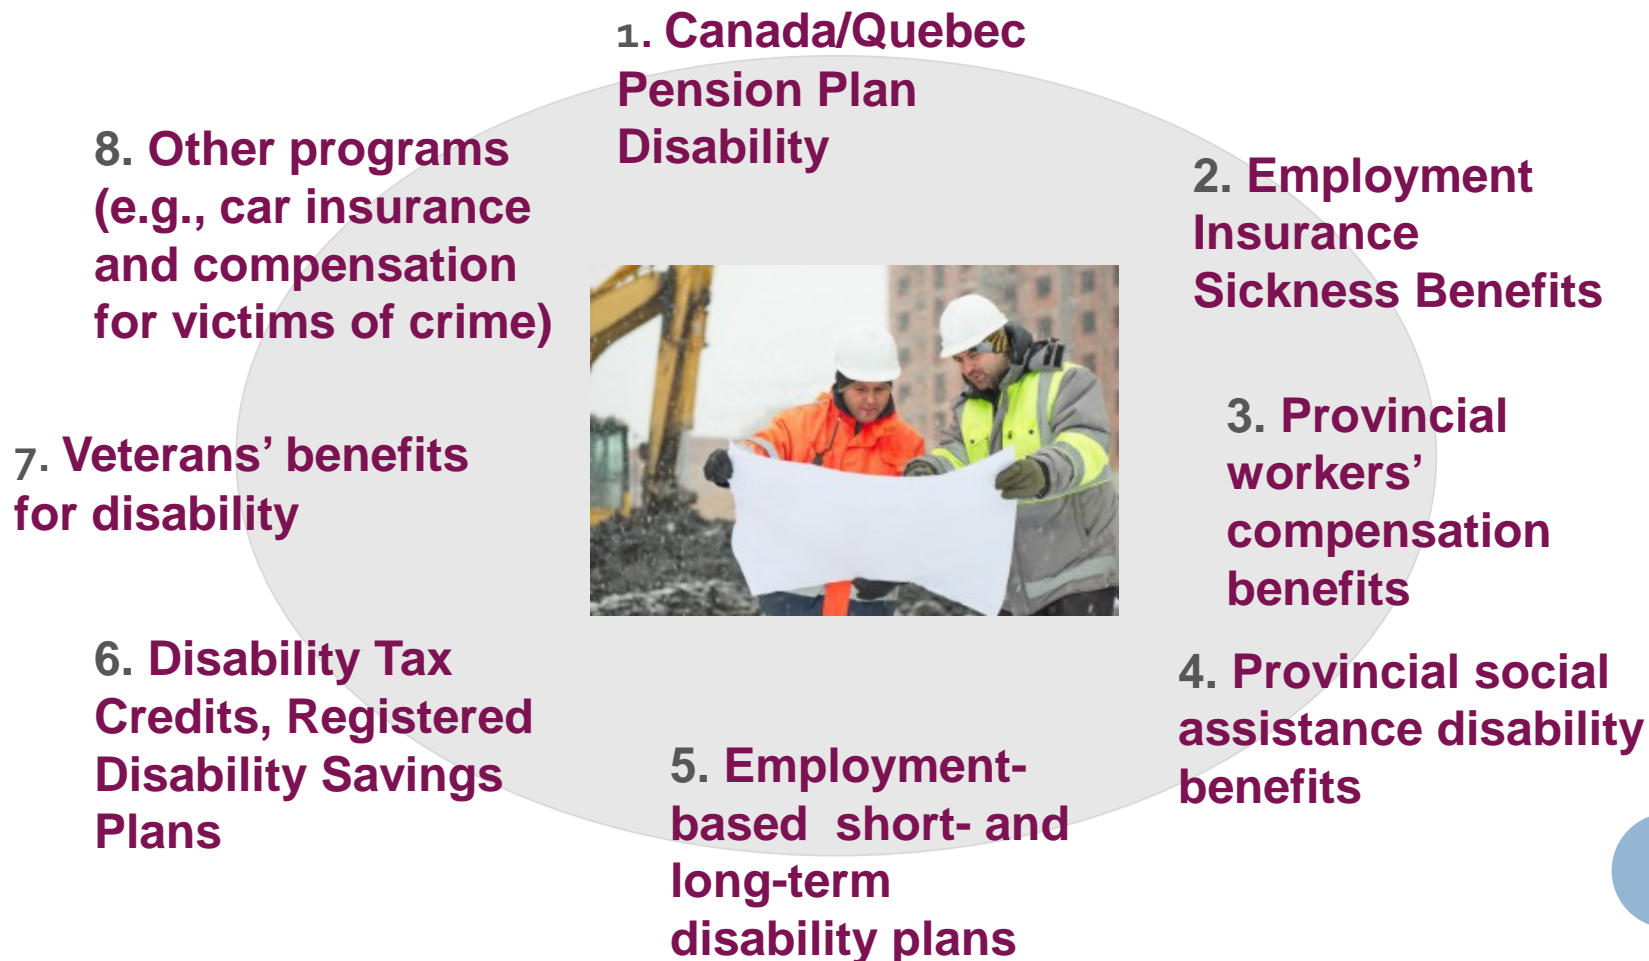 1. Canada/Quebec
Pension Plan
Disability
2. Employment
Insurance
Sickness Benefits
3. Provincial
workers’
compensation
benefits
4. Provincial social
assistance disability
benefits
5. Employment-
based  short- and
long-term
disability plans
6. Disability Tax
Credits, Registered
Disability Savings
Plans
7. Veterans’ benefits
for disability
8. Other programs
(e.g., car insurance
and compensation
for victims of crime)